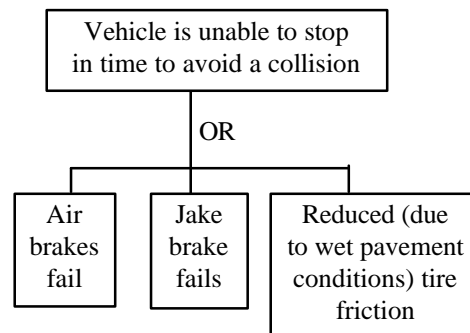 Vehicle is unable to stop
in time to avoid a collision
OR
Air
brakes
fail
Jake
brake
fails
Reduced (due
to wet pavement
conditions) tire
friction